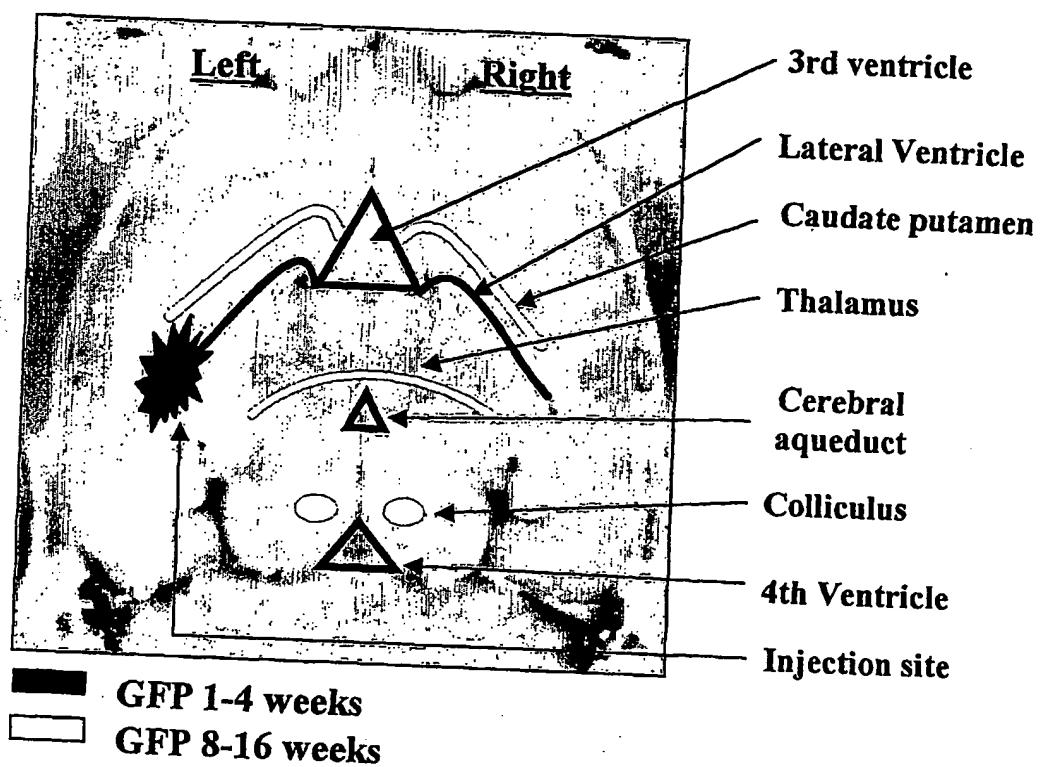 Left
Right
3rd ventricle
Lateral Ventricle
Caudate putamen
Thalamus
Cerebral
aqueduct
Colliculus
4th Ventricle
Injection site
GFP 1-4 weeks
GFP 8-16 weeks